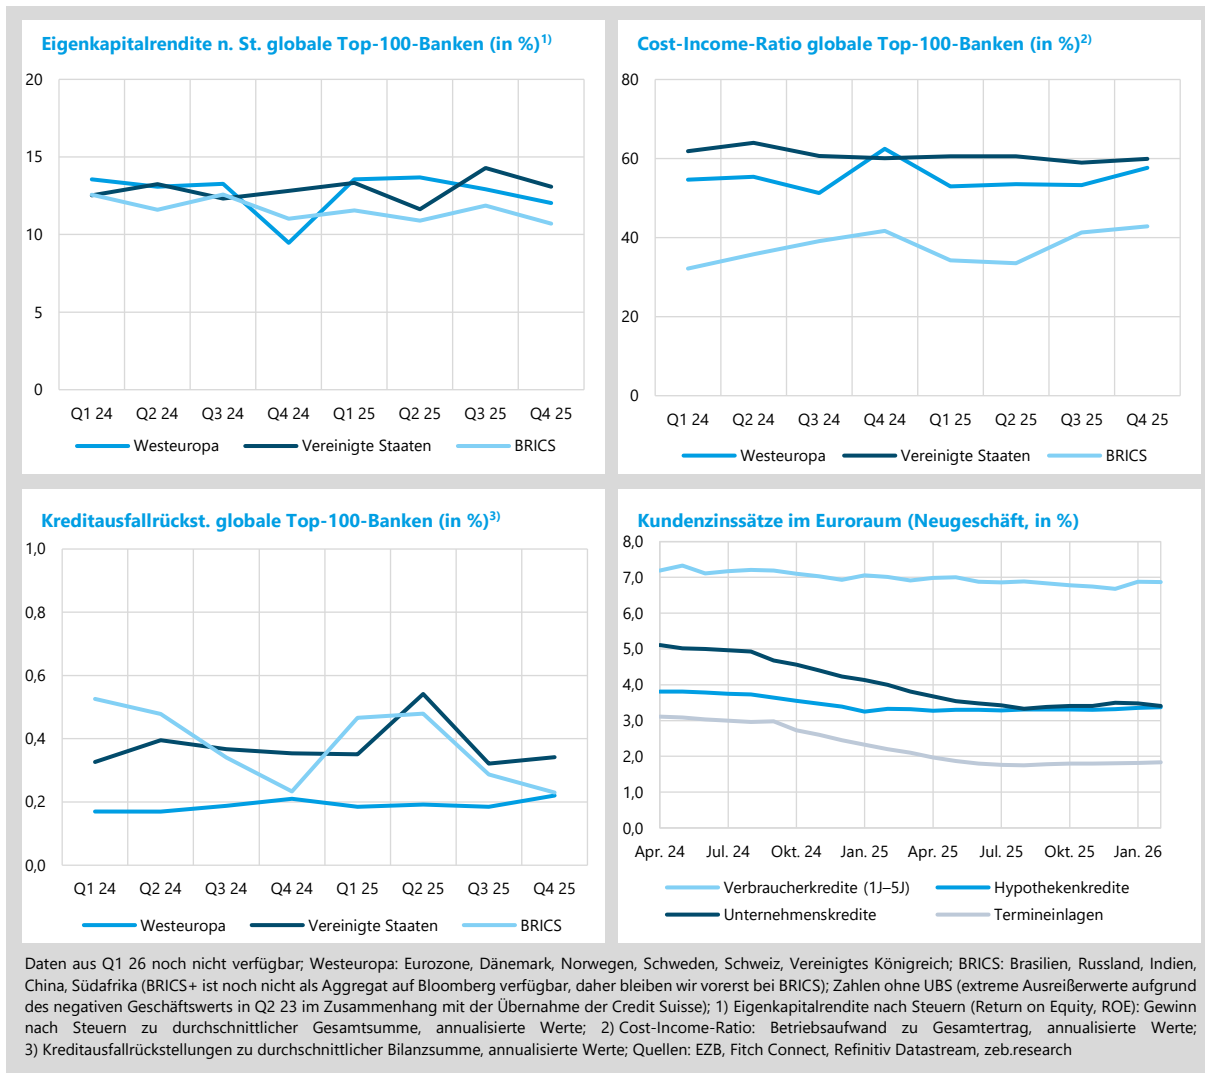 Eigenkapitalrendite n. St. globale Top-100-Banken (in %)1)
20
15
10
5
0
Q1 24 Q2 24 Q3 24 Q4 24 Q1 25 Q2 25 Q3 25 Q4 25
Westeuropa Vereinigte Staaten BRICS
Cost-Income-Ratio globale Top-100-Banken (in %)2)
80
60
40
20
0
Q1 24 Q2 24 Q3 24 Q4 24 Q1 25 Q2 25 Q3 25 Q4 25
Westeuropa Vereinigte Staaten BRICS
Kreditausfallrückst. globale Top-100-Banken (in %)3)
1,0
0,8
0,6
0,4
0,2
0,0
Q1 24 Q2 24 Q3 24 Q4 24 Q1 25 Q2 25 Q3 25 Q4 25
Westeuropa Vereinigte Staaten BRICS
Kundenzinssätze im Euroraum (Neugeschäft, in %)
8,0
7,0
6,0
5,0
4,0
3,0
2,0
1,0
0,0
Apr. 24 Jul. 24 Okt. 24 Jan. 25 Apr. 25 Jul. 25 Okt. 25 Jan. 26
Verbraucherkredite (1J–5J) Hypothekenkredite
Unternehmenskredite Termineinlagen
Daten aus Q1 26 noch nicht verfügbar; Westeuropa: Eurozone, Dänemark, Norwegen, Schweden, Schweiz, Vereinigtes Königreich; BRICS: Brasilien, Russland, Indien,
China, Südafrika (BRICS+ ist noch nicht als Aggregat auf Bloomberg verfügbar, daher bleiben wir vorerst bei BRICS); Zahlen ohne UBS (extreme Ausreißerwerte aufgrund
des negativen Geschäftswerts in Q2 23 im Zusammenhang mit der Übernahme der Credit Suisse); 1) Eigenkapitalrendite nach Steuern (Return on Equity, ROE): Gewinn
nach Steuern zu durchschnittlicher Gesamtsumme, annualisierte Werte; 2) Cost-Income-Ratio: Betriebsaufwand zu Gesamtertrag, annualisierte Werte;
3) Kreditausfallrückstellungen zu durchschnittlicher Bilanzsumme, annualisierte Werte; Quellen: EZB, Fitch Connect, Refinitiv Datastream, zeb.research